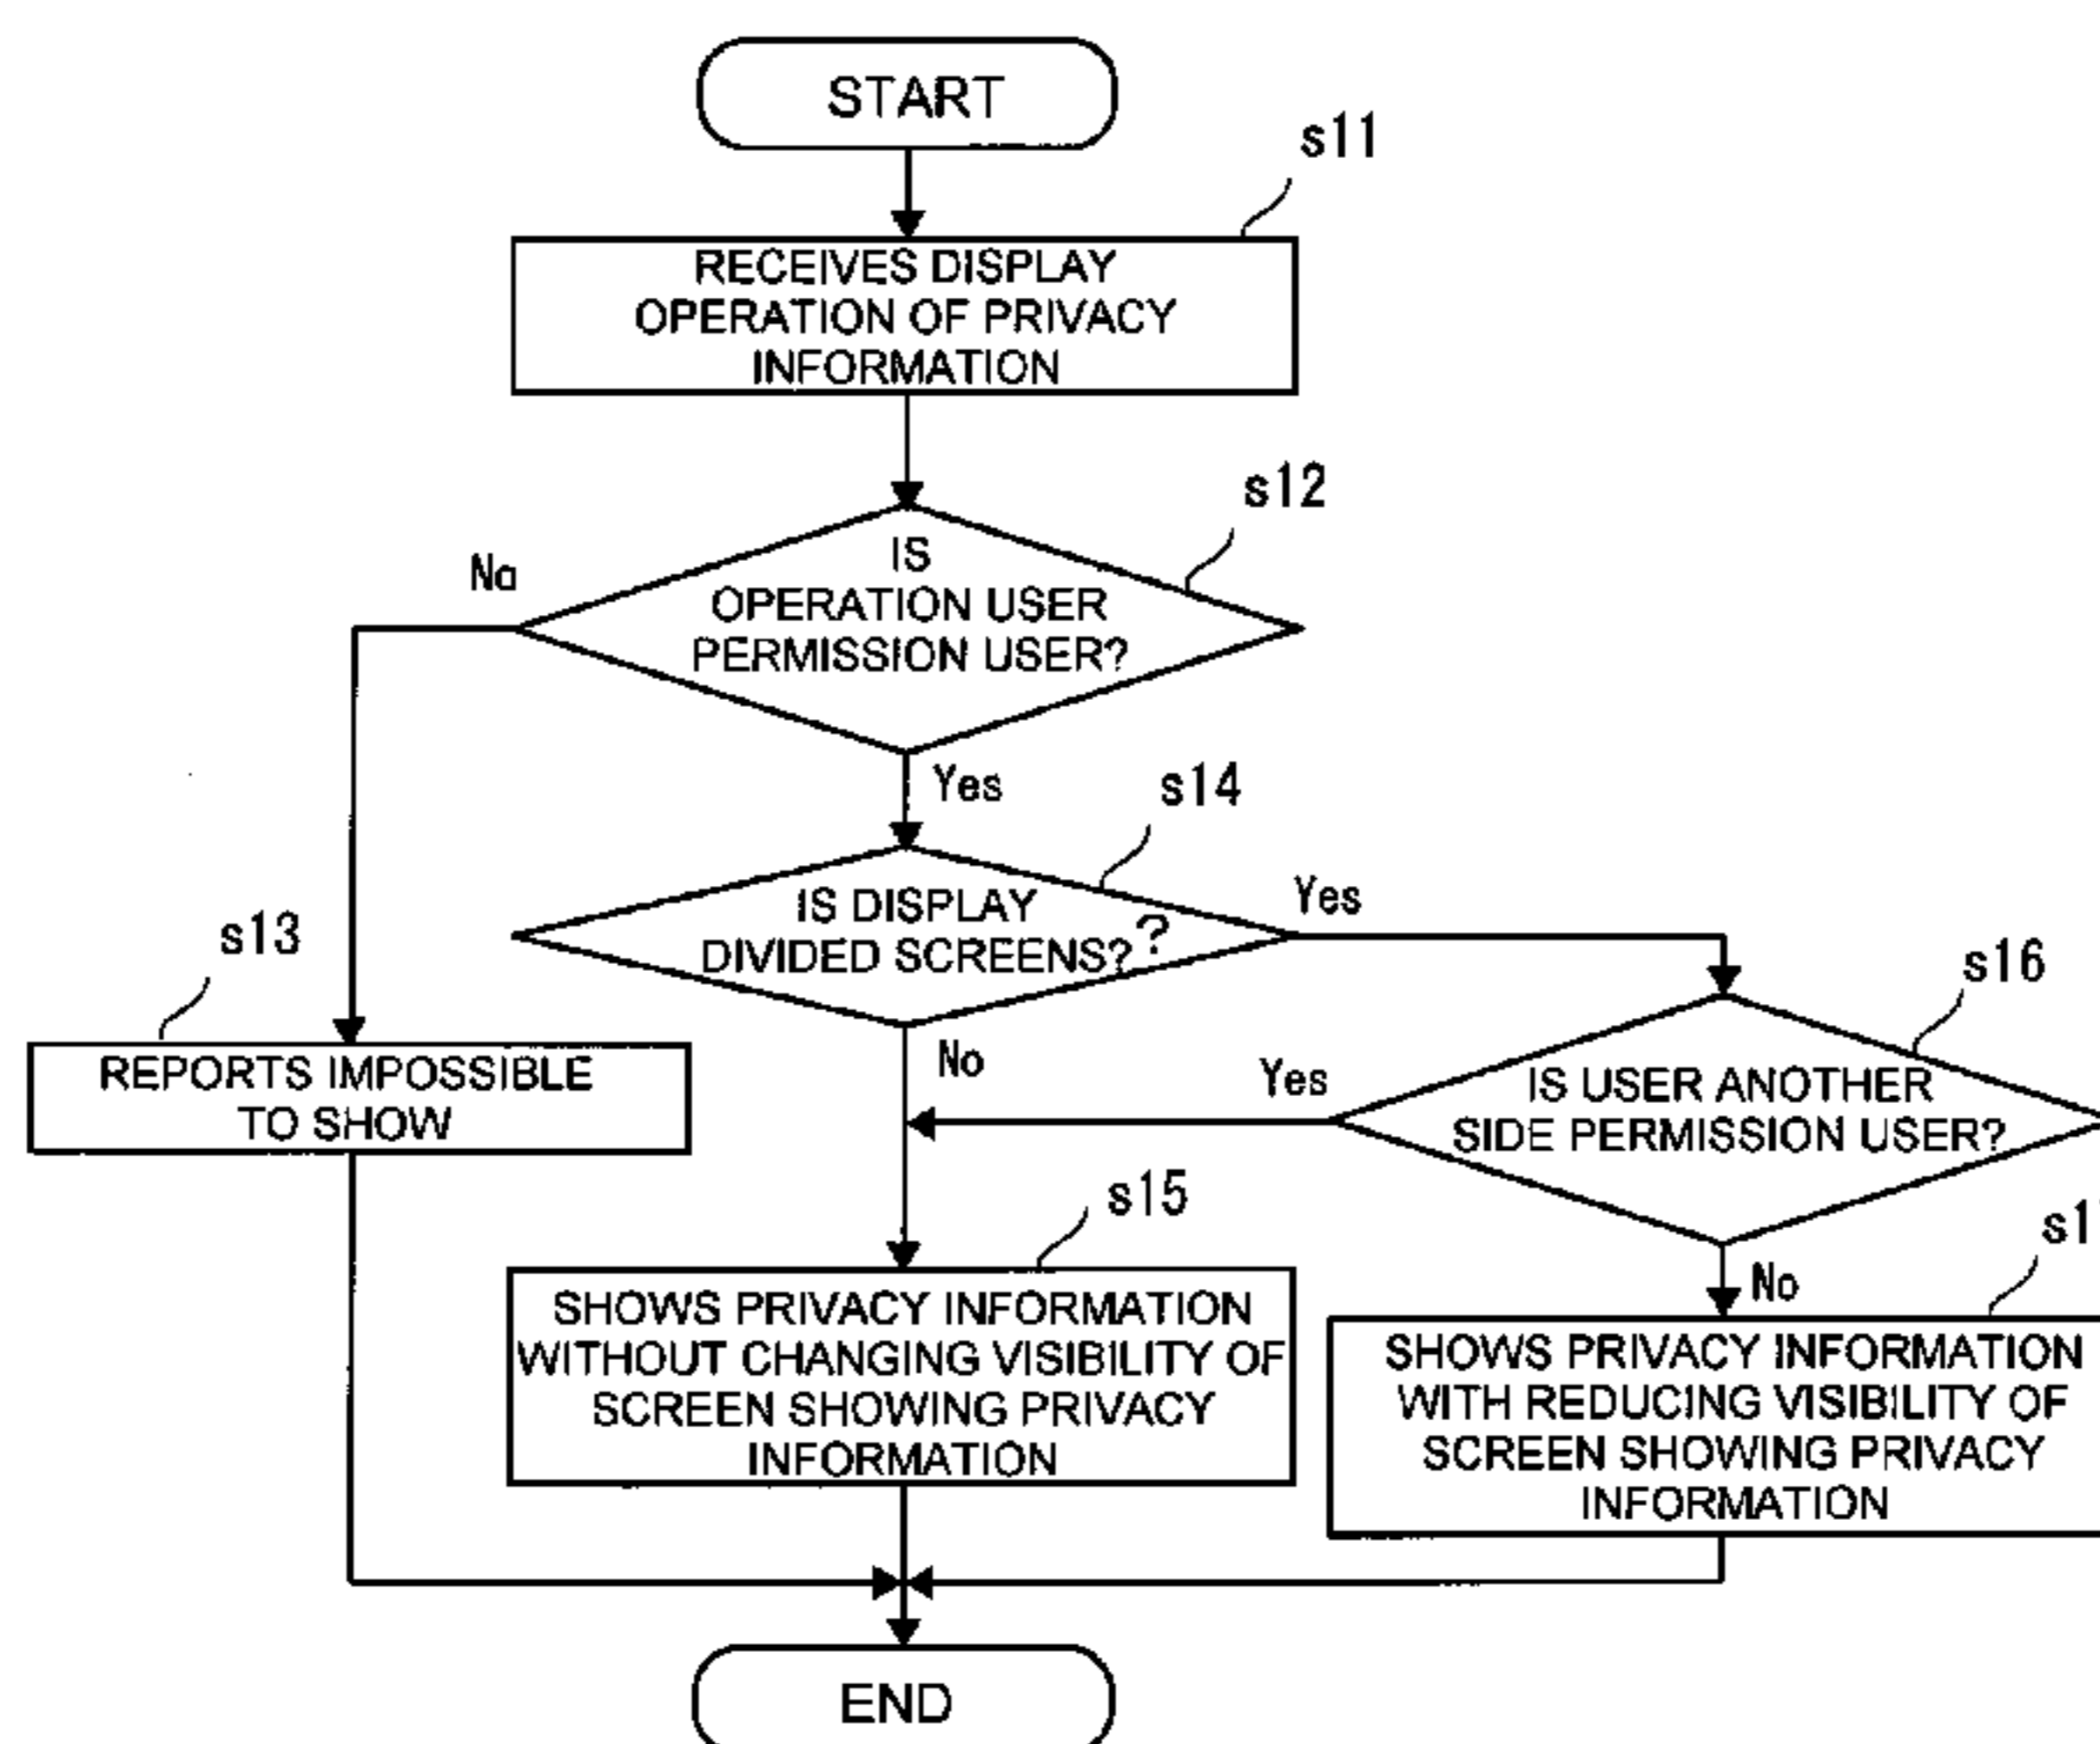 START
s11
RECEIVES DISPLAY
OPERATION OF PRIVACY
INFORMATION
s12
IS
OPERATION USER
PERMISSION USER?
No
Yes
s14
IS DISPLAY
DIVIDED SCREENS? ?
Yes
No
s13
REPORTS IMPOSSIBLE
TO SHOW
s16
IS USER ANOTHER
SIDE PERMISSION USER?
Yes
No
s15
SHOWS PRIVACY INFORMATION
WITHOUT CHANGING VISIBILITY OF
SCREEN SHOWING PRIVACY
INFORMATION
SHOWS PRIVACY INFORMATION
WITH REDUCING VISIBILITY OF
SCREEN SHOWING PRIVACY
INFORMATION
END